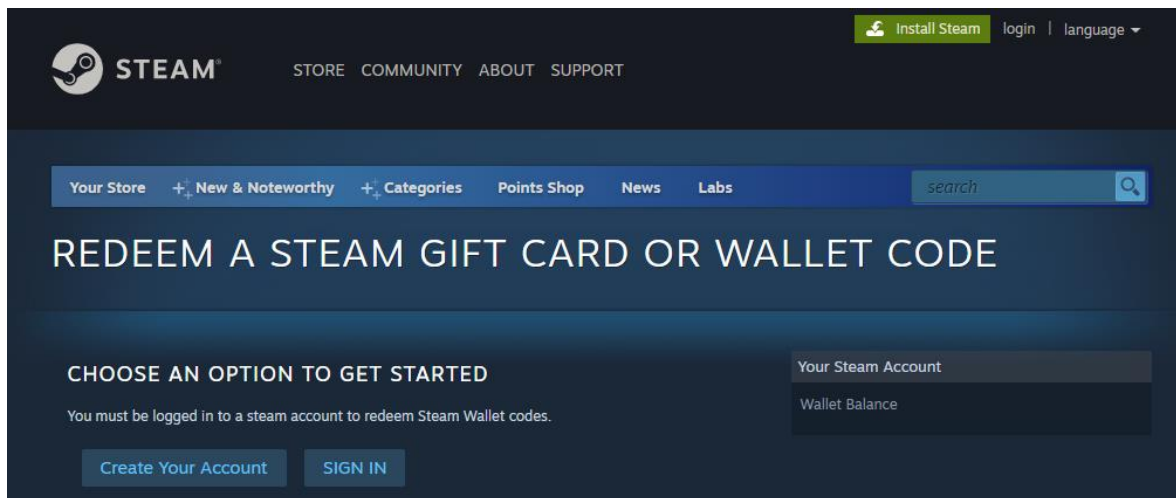 Install Steam login | language
STEAM® STORE COMMUNITY ABOUT SUPPORT
Your Store New & Noteworthy Categories Points Shop News Labs search
REDEEM A STEAM GIFT CARD OR WALLET CODE
CHOOSE AN OPTION TO GET STARTED
You must be logged in to a steam account to redeem Steam Wallet codes.
Create Your Account SIGN IN
Your Steam Account
Wallet Balance